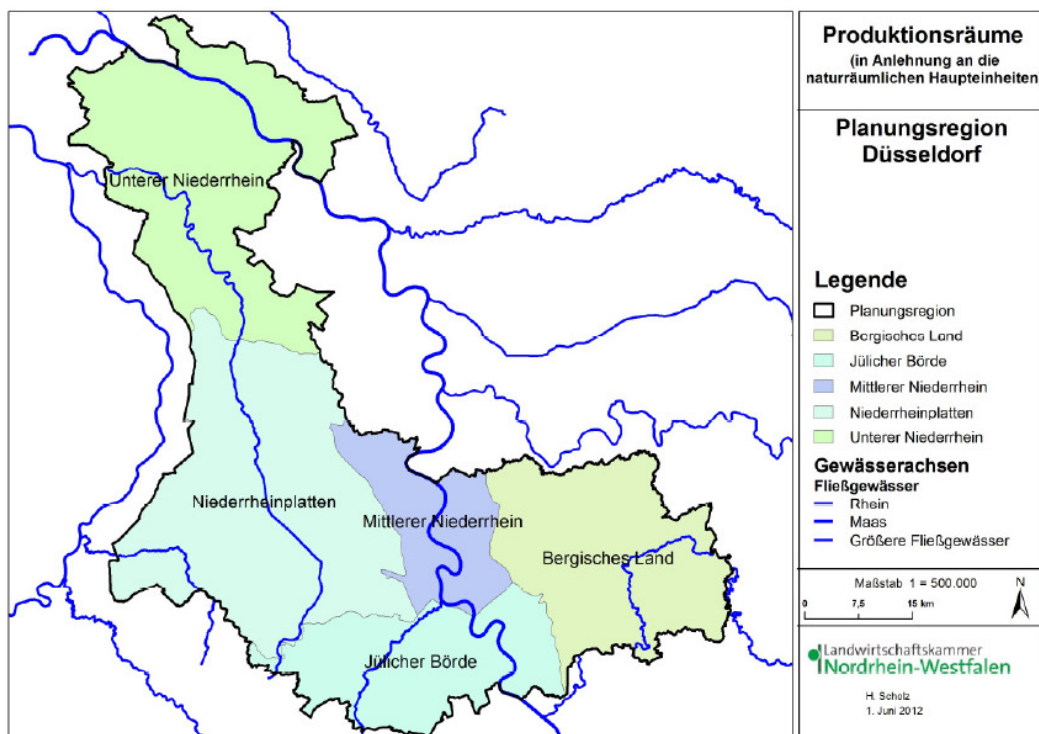 Unterer Niederrhein
Niederrheinplatten
Mittlerer Niederrhein
Bergisches Land
Jülicher Börde
Produktionsräume
(in Anlehnung an die
naturräumlichen Haupteinheiten
Planungsregion
Düsseldorf
Legende
Planungsregion
Bergisches Land
Jülicher Börde
Mittlerer Niederrhein
Niederrheinplatten
Unterer Niederrhein
Gewässerachsen
Fließgewässer
Rhein
Maas
Größere Fließgewässer
Maßstab 1 = 500.000
N
0 7,5 15 km
Landwirtschaftskammer
Nordrhein-Westfalen
H. Scholz
1. Juni 2012